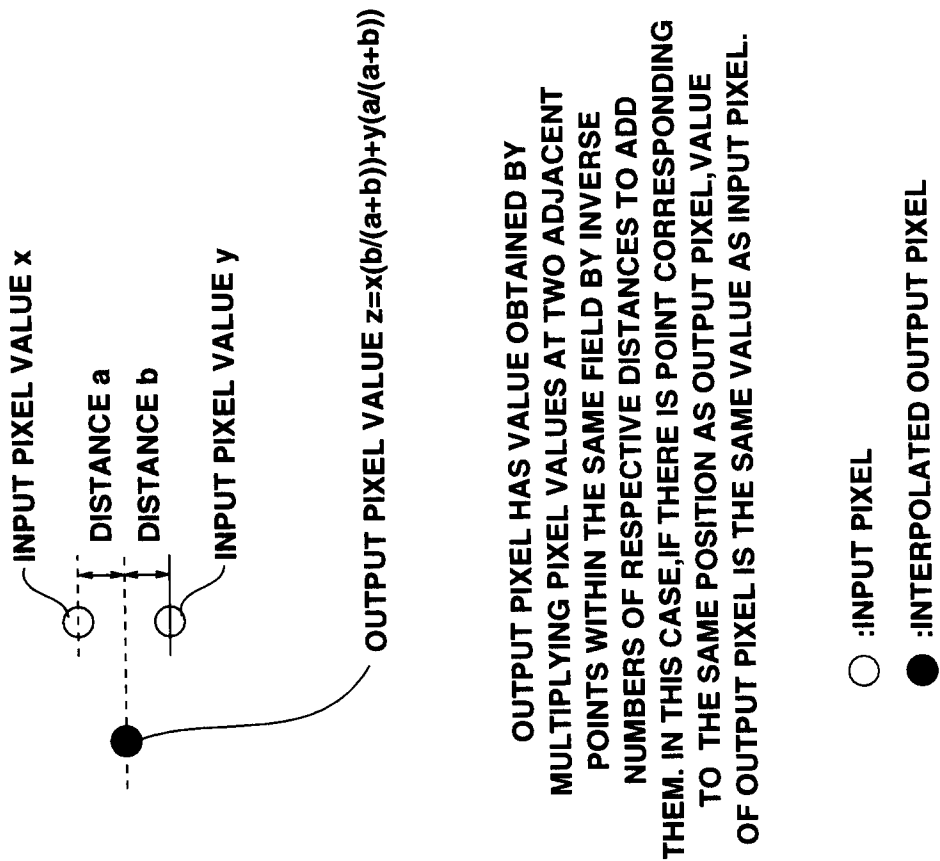 INPUT PIXEL VALUE x
DISTANCE a
DISTANCE b
INPUT PIXEL VALUE y
OUTPUT PIXEL VALUE z=x(b/(a+b))+y(a/(a+b))
OUTPUT PIXEL HAS VALUE OBTAINED BY
MULTIPLYING PIXEL VALUES AT TWO ADJACENT
POINTS WITHIN THE SAME FIELD BY INVERSE
NUMBERS OF RESPECTIVE DISTANCES TO ADD
THEM. IN THIS CASE,IF THERE IS POINT CORRESPONDING
TO THE SAME POSITION AS OUTPUT PIXEL,VALUE
OF OUTPUT PIXEL IS THE SAME VALUE AS INPUT PIXEL.
:INPUT PIXEL
:INTERPOLATED OUTPUT PIXEL